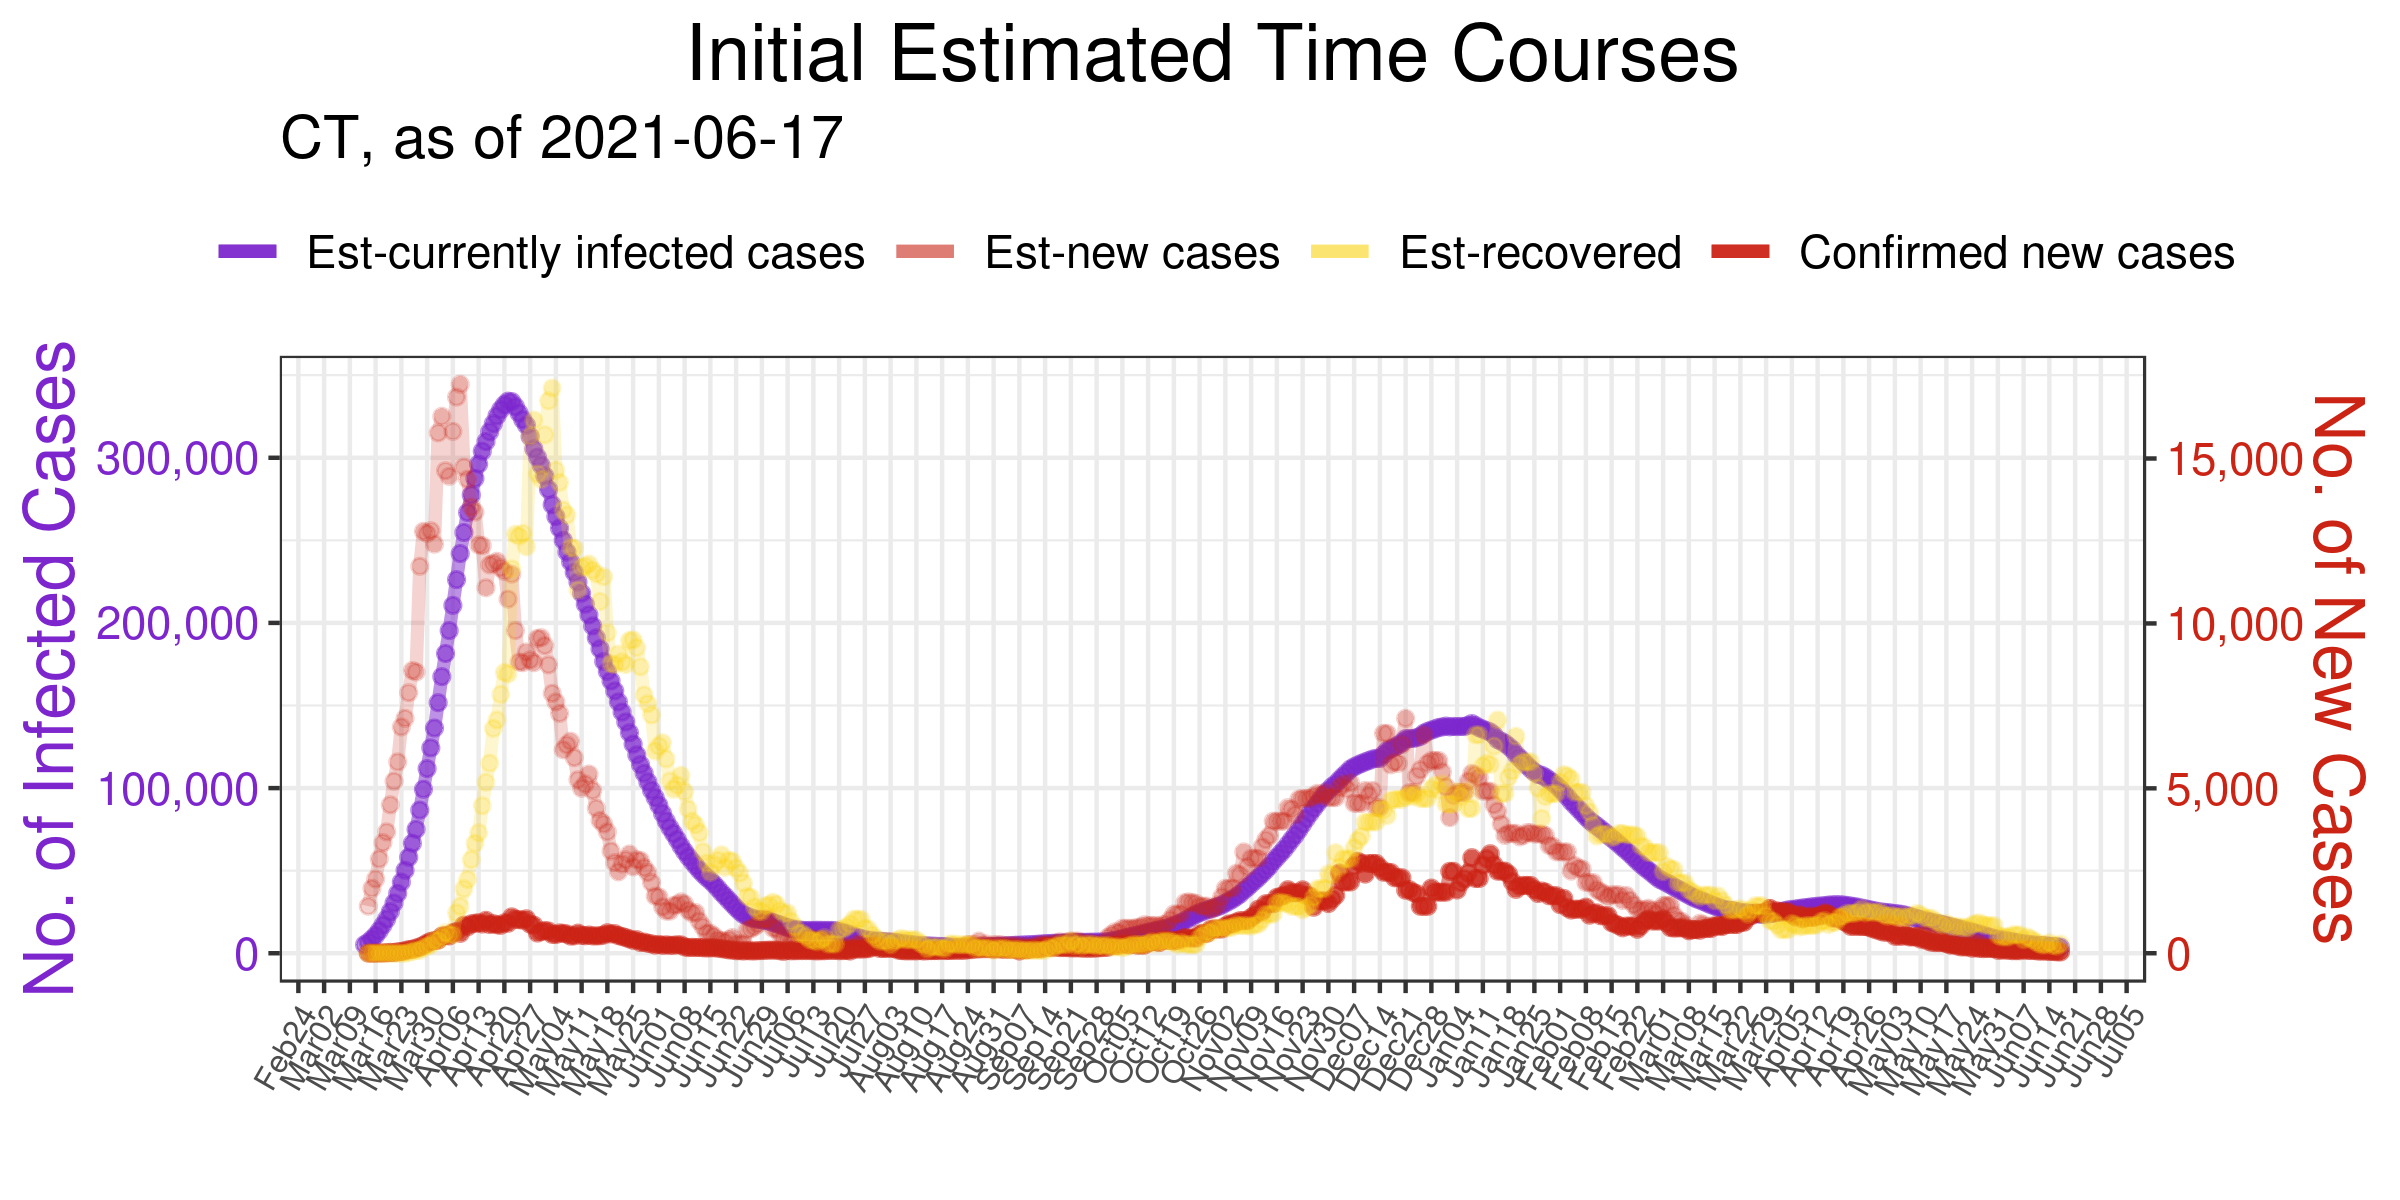 Initial Estimated Time Courses
CT, as of 2021-06-17
Est-currently infected cases Est-new cases Est-recovered Confirmed new cases
No. of Infected Cases
300,000
200,000
100,000
0
15,000
10,000
5,000
0
No. of New Cases
Feb24 Mar02 Mar09 Mar16 Mar23 Mar30 Apr06 Apr13 Apr20 Apr27 May04 May11 May18 May25 Jun01 Jun08 Jun15 Jun22 Jun29 Jul06 Jul13 Jul20 Jul27 Aug03 Aug10 Aug17 Aug24 Aug31 Sep07 Sep14 Sep21 Sep28 Oct05 Oct12 Oct19 Oct26 Nov02 Nov09 Nov16 Nov23 Nov30 Dec07 Dec14 Dec21 Dec28 Jan04 Jan11 Jan18 Jan25 Feb01 Feb08 Feb15 Feb22 Mar01 Mar08 Mar15 Mar22 Mar29 Apr05 Apr12 Apr19 Apr26 May03 May10 May17 May24 May31 Jun07 Jun14 Jun21 Jun28 Jul05